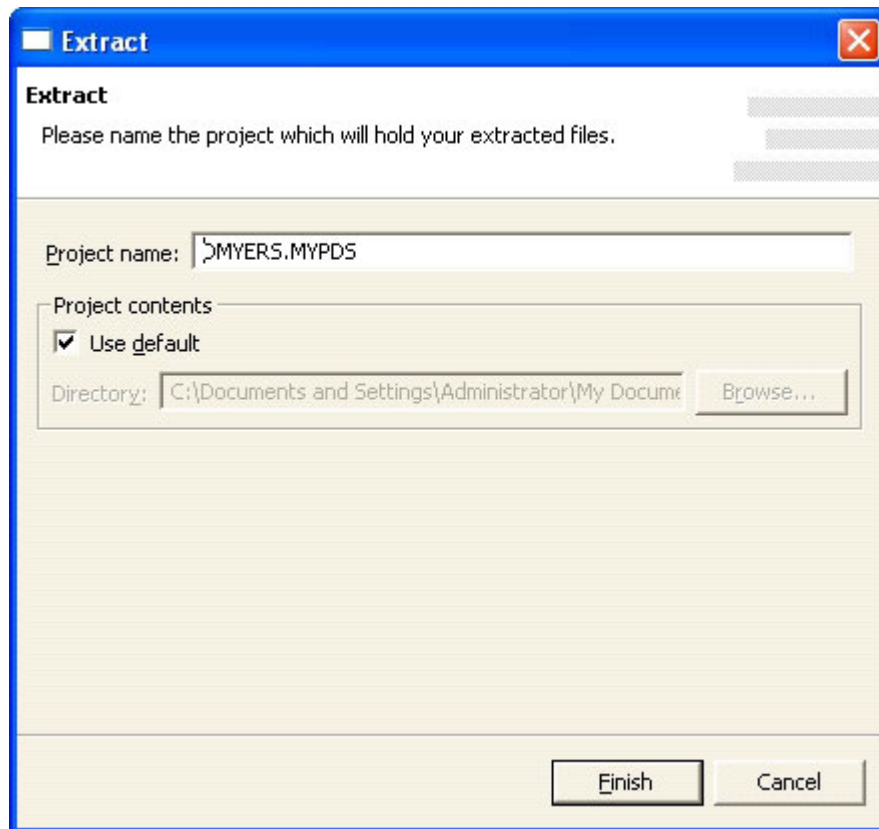 Extract
Extract
Please name the project which will hold your extracted files.
Project name: DMYERS.MYPDS
Project contents
Use default
Directory: C:\Documents and Settings\Administrator\My Docume
Browse...
Finish
Cancel